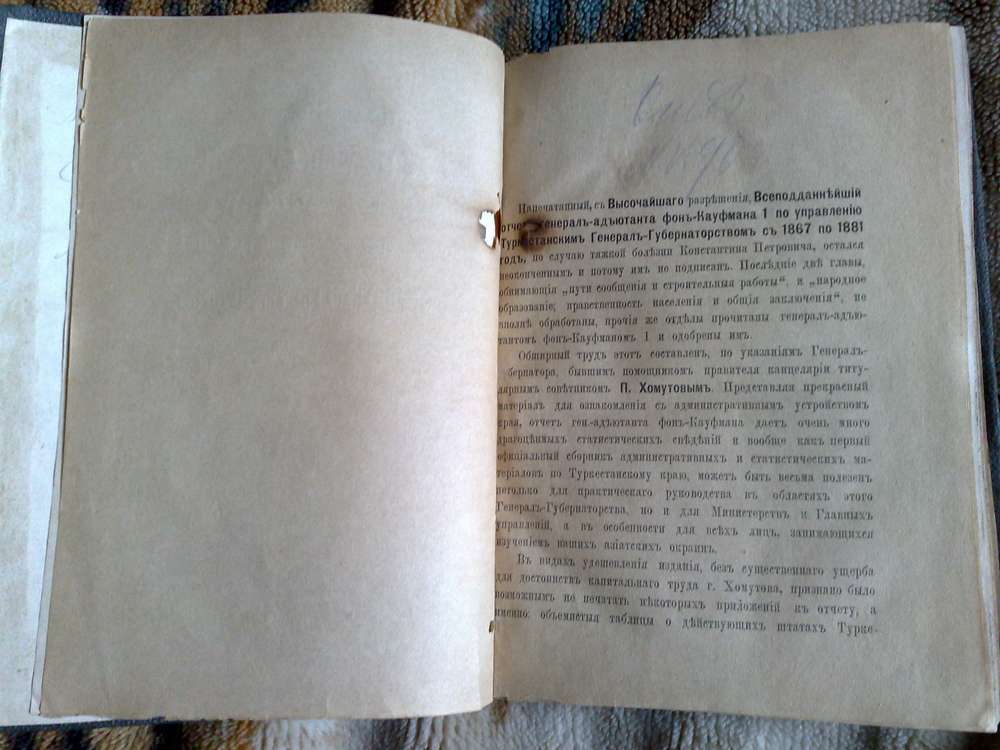 Напечатанный, съ Высочайшаго разрѣшенія, Всеподданнѣйшій
отчетъ генералъ-адъютанта фонъ-Кауфмана 1 по управленію
Туркестанскимъ Генералъ-Губернаторствомъ съ 1867 по 1881
годъ, по случаю тяжкой болѣзни Константина Петровича, остался
неоконченнымъ и потому имъ не подписанъ. Послѣдніе двѣ главы,
обнимающія „пути сообщенія и строительныя работы“, и „народное
образованіе; нравственность населенія и общія заключенія“, не
вполнѣ обработаны, прочія же отдѣлы прочитаны генералъ-адъю-
тантомъ фонъ-Кауфманомъ 1 и одобрены имъ.
Обширный трудъ этотъ составленъ, по указаніямъ Генералъ-
убернатора, бывшимъ помощникомъ правителя канцеляріи титу-
лярнымъ совѣтникомъ П. Хомутовымъ. Представляя прекрасный
матеріалъ для ознакомленія съ административнымъ устройствомъ
края, отчетъ ген.-адъютанта фонъ-Кауфмана даетъ очень много
драгоцѣнныхъ статистическихъ свѣдѣній и вообще какъ первый
официальный сборникъ административныхъ и статистическихъ ма-
теріаловъ по Туркестанскому краю, можетъ быть весьма полезенъ
нетолько для практическаго руководства въ областяхъ этого
Генералъ-Губернаторства, но и для Министерствъ и Главныхъ
управленій, а въ особенности для всѣхъ лицъ, занимающихся
изученіемъ нашихъ азіатскихъ окраинъ.
Въ видахъ удешевленія изданія, безъ существеннаго ущерба
для достоинствъ капитальнаго труда г. Хомутова, признано было
возможнымъ не печатать нѣкоторыхъ приложеній къ отчету, а
именно: объемистыя таблицы о дѣйствующихъ штатахъ Турке-